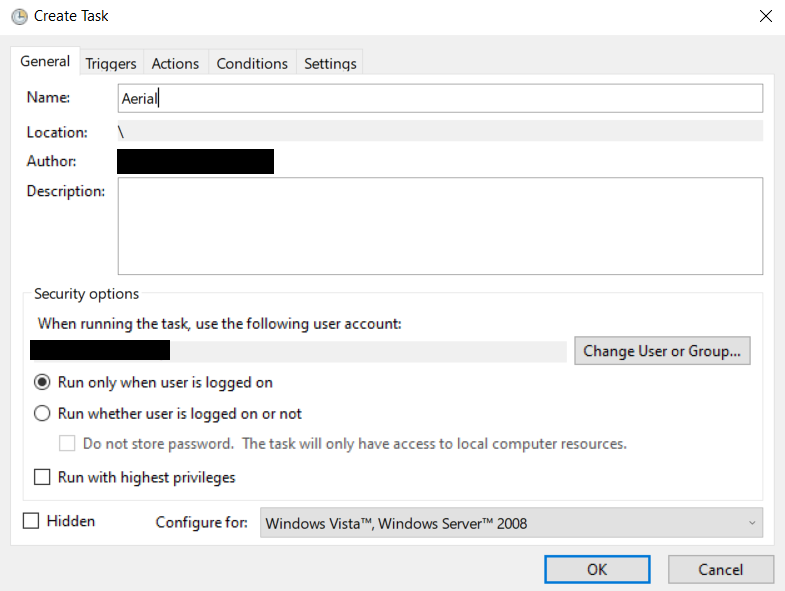 Create Task
General Triggers Actions Conditions Settings
Name: Aerial
Location: \
Author:
Description:
Security options
When running the task, use the following user account:
Change User or Group...
Run only when user is logged on
Run whether user is logged on or not
Do not store password. The task will only have access to local computer resources.
Run with highest privileges
Hidden Configure for: Windows Vista™, Windows Server™ 2008
OK Cancel